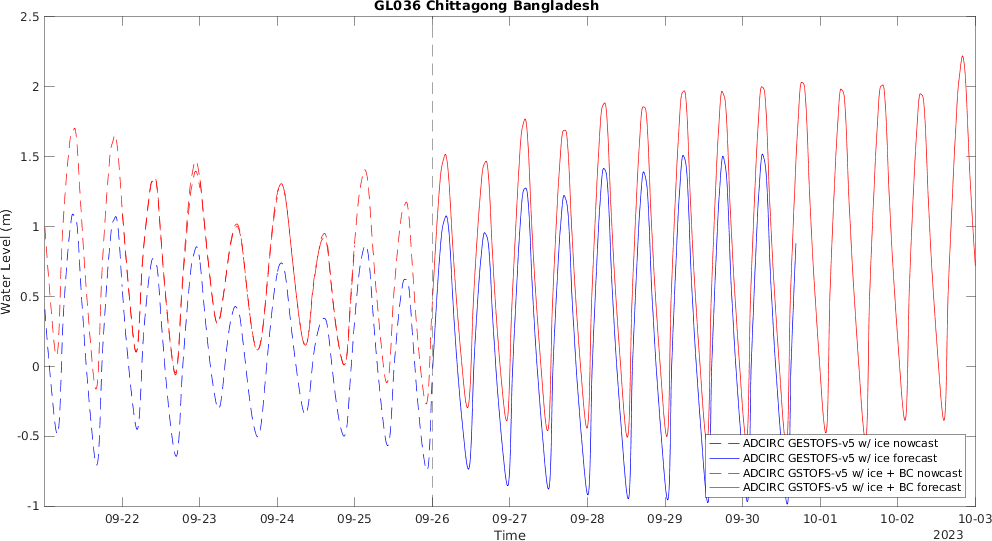 GL036 Chittagong Bangladesh
2.5
2
1.5
1
0.5
0
-0.5
-1
Water Level (m)
ADCIRC GESTOFS-v5 w/ ice nowcast
ADCIRC GESTOFS-v5 w/ ice forecast
ADCIRC GSTOFS-v5 w/ ice + BC nowcast
ADCIRC GSTOFS-v5 w/ ice + BC forecast
09-22 09-23 09-24 09-25 09-26 09-27 09-28 09-29 09-30 10-01 10-02 10-03
Time
2023